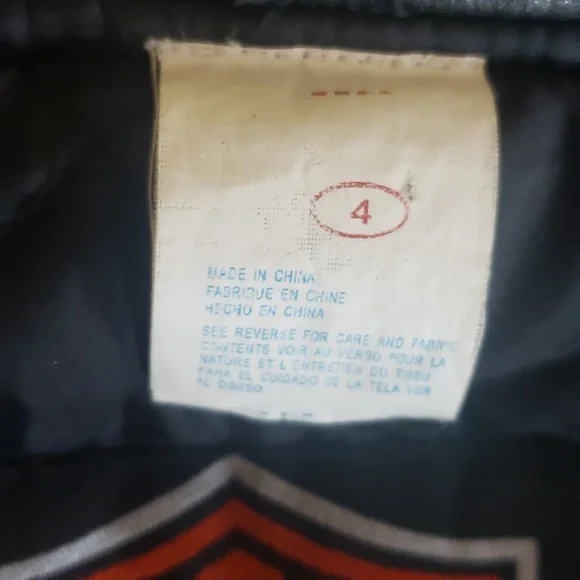 4
MADE IN CHINA
FABRIQUE EN CHINE
HECHO EN CHINA
SEE REVERSE FOR CARE AND FABRIC
CONTENTS VOIR AU VERSO POUR LA
NATURE ET L ENTRETIEN DU TISSU
PARA EL CUIDADO DE LA TELA VER
AL DORSO